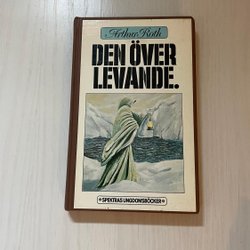 Arthur Roth
DEN ÖVER
LEVANDE.
★ SPEKTRAS UNGDOMSBÖCKER ★